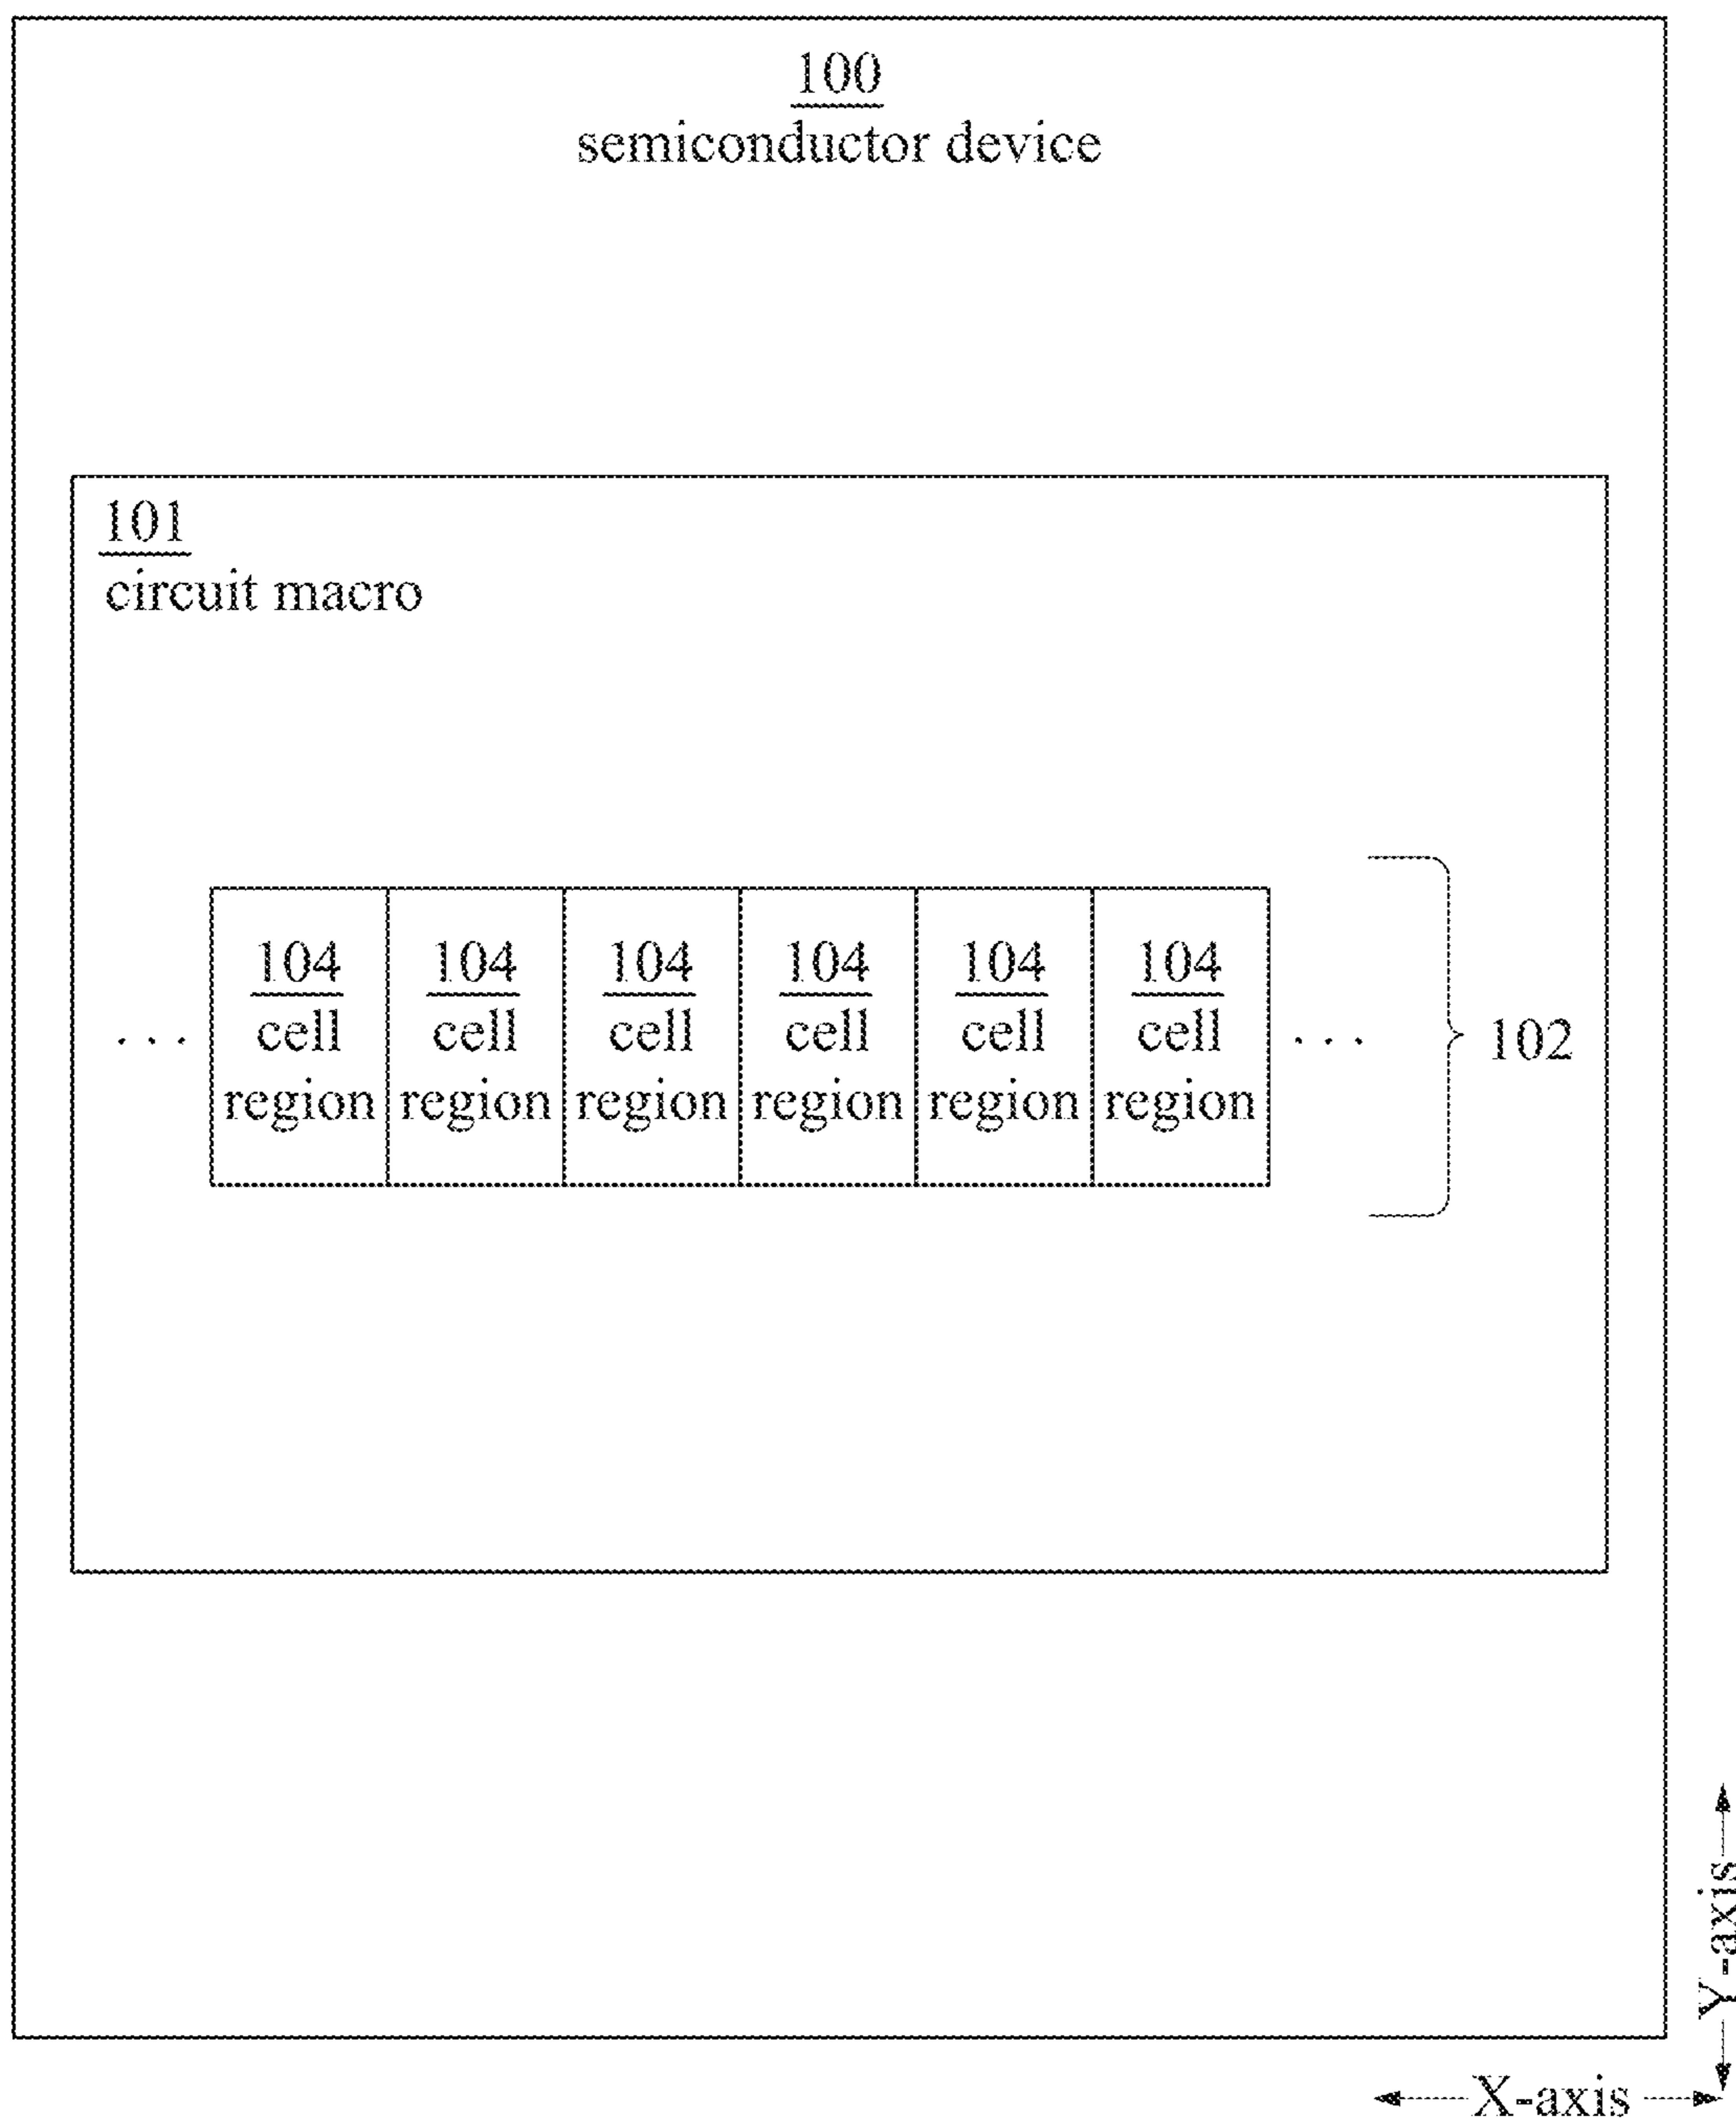 100
semiconductor device
101
circuit macro
104 104 104 104 104 104
cell cell cell cell cell cell
region region region region region region
. . .
. . .
102
Y-axis
X-axis